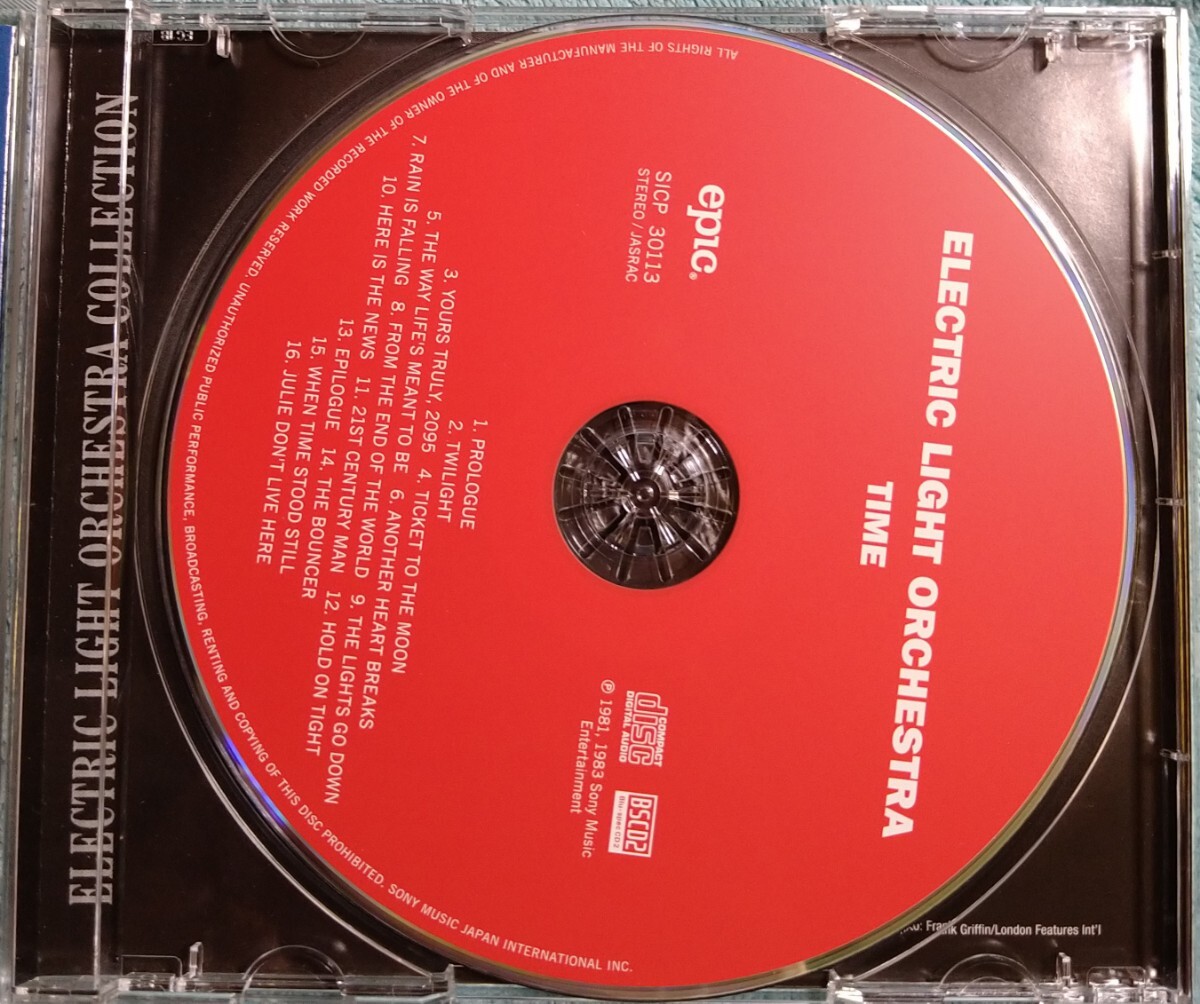 ELECTRIC LIGHT ORCHESTRA
TIME
epic®
SICP 30113
STEREO / JASRAC
COMPACT
disc
DIGITAL AUDIO
BSCD2
Blu-spec CD 2
℗ 1981, 1983 Sony Music
Entertainment
1. PROLOGUE
2. TWILIGHT
3. YOURS TRULY, 2095 4. TICKET TO THE MOON
5. THE WAY LIFE'S MEANT TO BE 6. ANOTHER HEART BREAKS
7. RAIN IS FALLING 8. FROM THE END OF THE WORLD 9. THE LIGHTS GO DOWN
10. HERE IS THE NEWS 11. 21ST CENTURY MAN 12. HOLD ON TIGHT
13. EPILOGUE 14. THE BOUNCER
15. WHEN TIME STOOD STILL
16. JULIE DON'T LIVE HERE
ALL RIGHTS OF THE MANUFACTURER AND OF THE OWNER OF THE RECORDED WORK RESERVED. UNAUTHORIZED PUBLIC PERFORMANCE, BROADCASTING, RENTING AND COPYING OF THIS DISC PROHIBITED. SONY MUSIC JAPAN INTERNATIONAL INC.
ELECTRIC LIGHT ORCHESTRA COLLECTION
Frank Griffin/London Features Int'l